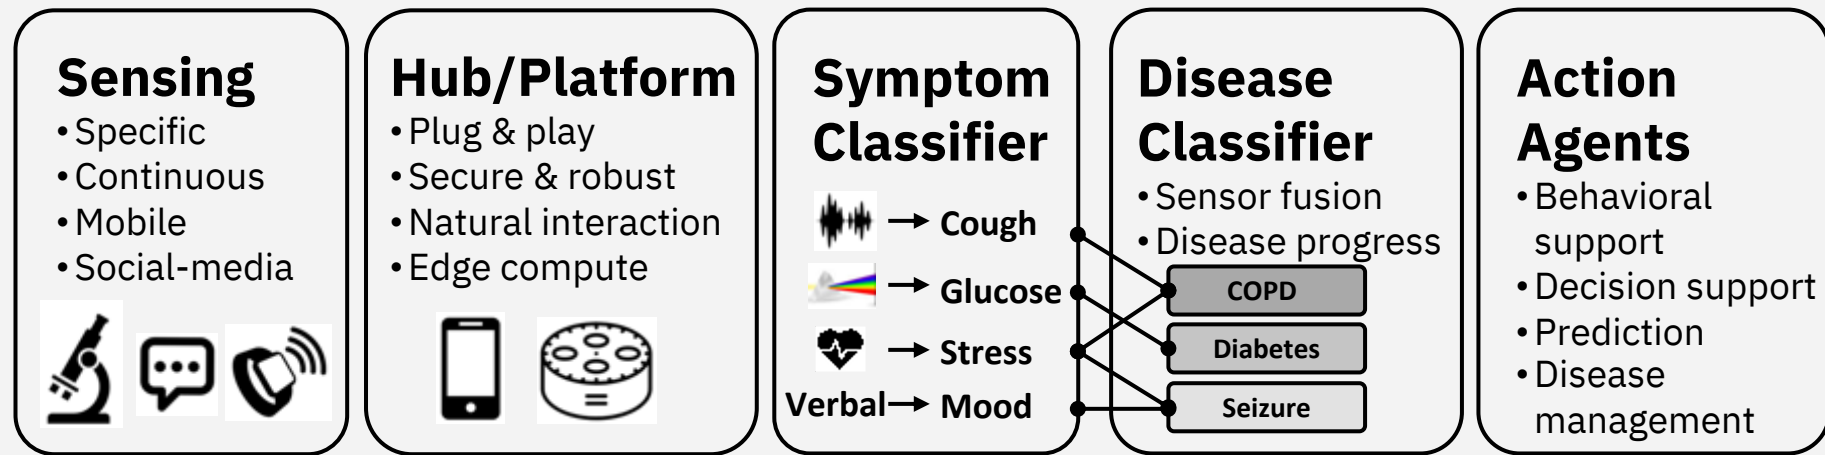 Sensing
• Specific
• Continuous
• Mobile
• Social-media
Hub/Platform
• Plug & play
• Secure & robust
• Natural interaction
• Edge compute
Symptom
Classifier
Cough
Glucose
Stress
Verbal → Mood
Disease
Classifier
• Sensor fusion
• Disease progress
COPD
Diabetes
Seizure
Action
Agents
• Behavioral
support
• Decision support
• Prediction
• Disease
management